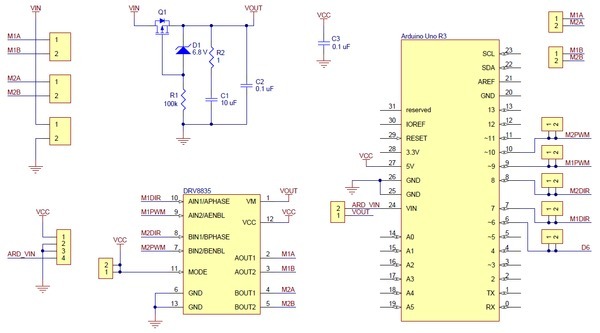 VIN
M1A
1
M1B
2
M2A
1
M2B
2
1
2
VIN
Q1
VOUT
D1
6.8 V
R2
1
R1
100k
C1
10 uF
C2
0.1 uF
VCC
C3
0.1 uF
Arduino Uno R3
SCL 23
SDA 22
AREF 21
GND 20
31 reserved
13 13
30 IOREF
12 12
29 RESET
~11 11
28 3.3V
~10 10
VCC
27 5V
~9 9
26 GND
8 8
25 GND
ARD_VIN
24 VIN
7 7
VOUT
2
1
~6 6
~5 5
14 A0
4 4
15 A1
~3 3
16 A2
2 2
17 A3
TX 1
18 A4
RX 0
19 A5
1 M1A
2 M2A
1 M1B
2 M2B
1 2
M2PWM
1 2
M1PWM
1 2
M2DIR
1 2
M1DIR
1 2
D6
DRV8835
M1DIR 10 AIN1/APHASE
VM 1 VOUT
M1PWM 9 AIN2/AENBL
VCC 12 VCC
M2DIR 8 BIN1/BPHASE
M2PWM 7 BIN2/BENBL
AOUT1 2 M1A
VCC
2
1
11 MODE
AOUT2 3 M1B
6 GND
BOUT1 4 M2A
13 GND
BOUT2 5 M2B
VCC
1
2
3
ARD_VIN 4